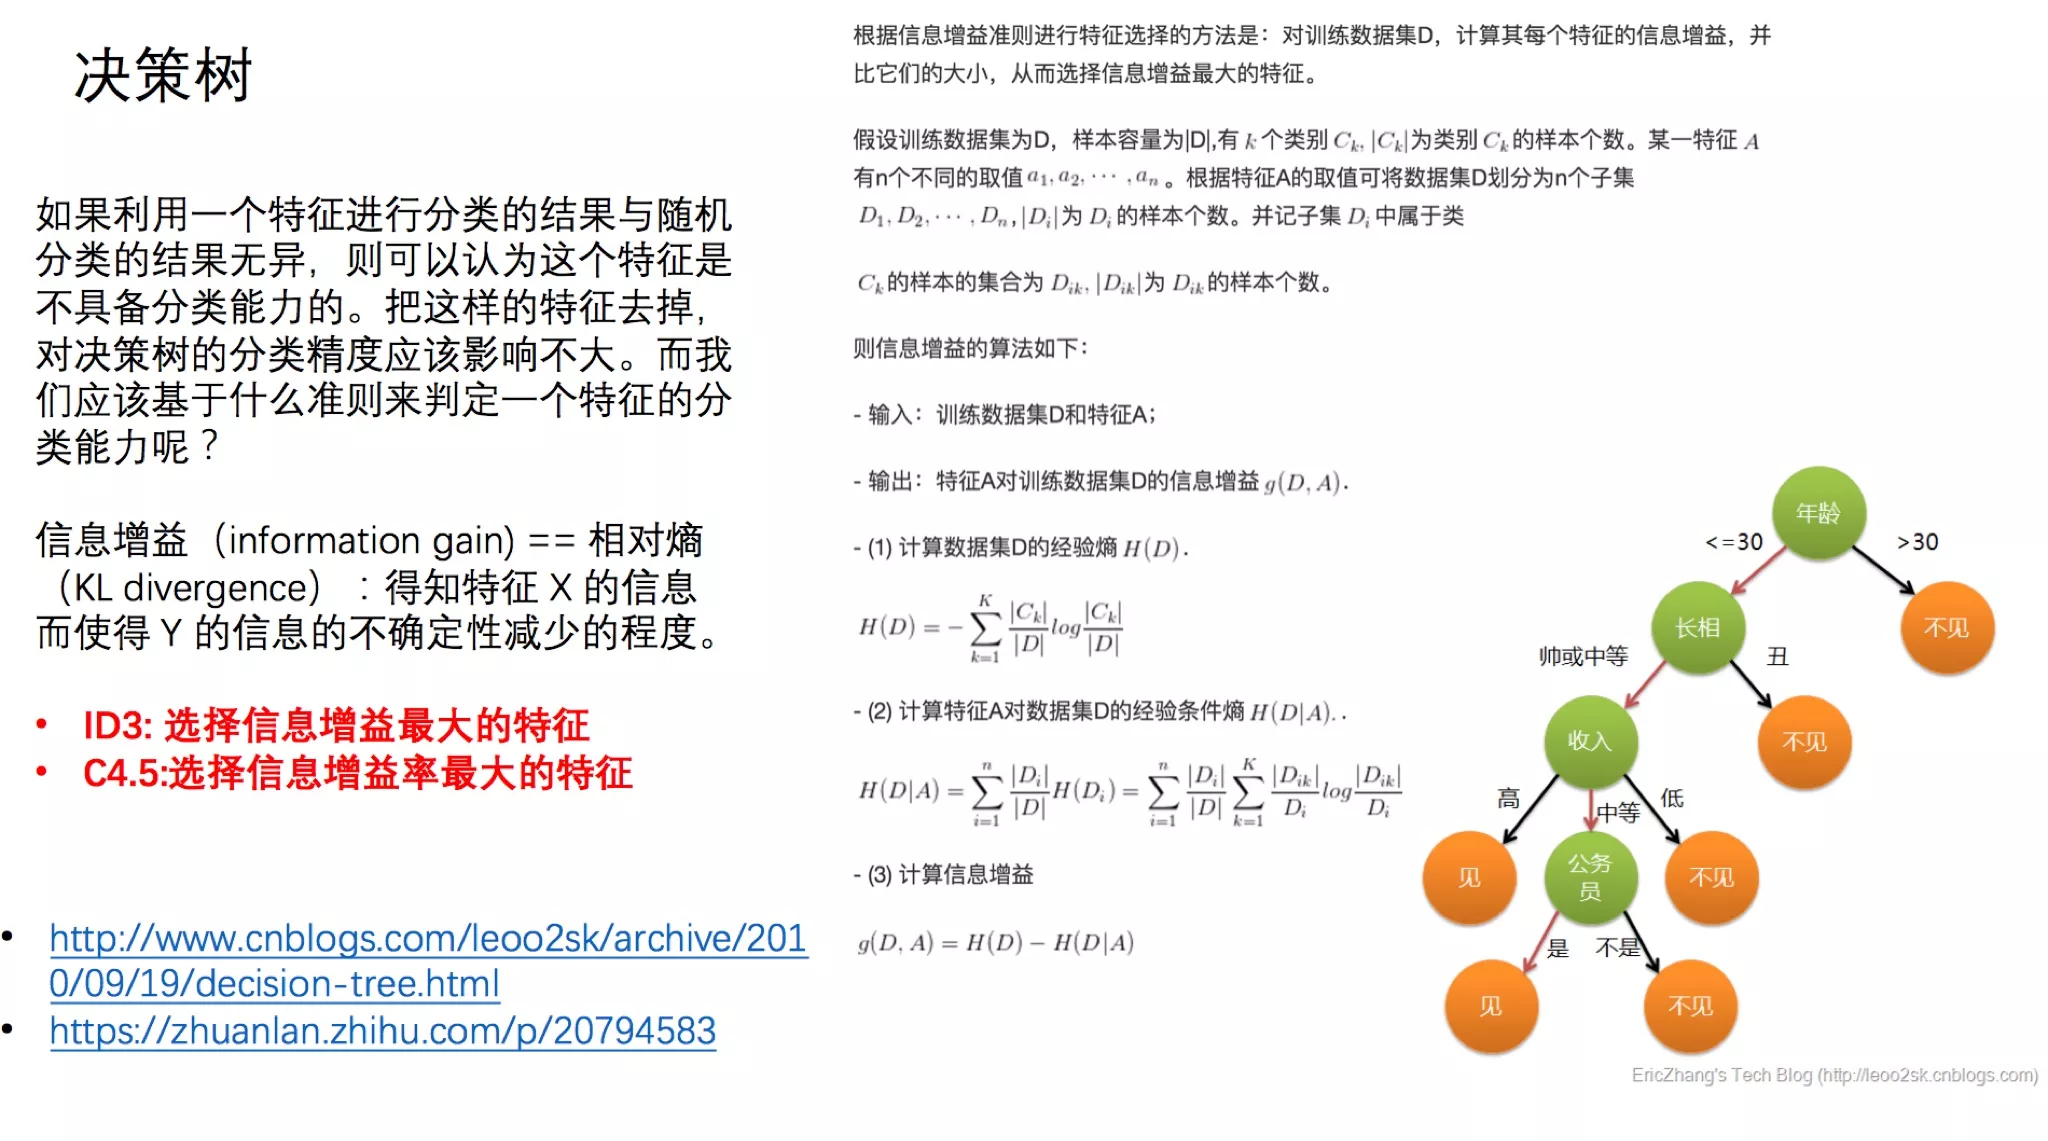 决策树
如果利用一个特征进行分类的结果与随机
分类的结果无异，则可以认为这个特征是
不具备分类能力的。把这样的特征去掉，
对决策树的分类精度应该影响不大。而我
们应该基于什么准则来判定一个特征的分
类能力呢？
信息增益（information gain) == 相对熵
（KL divergence）：得知特征 X 的信息
而使得 Y 的信息的不确定性减少的程度。
• ID3: 选择信息增益最大的特征
• C4.5:选择信息增益率最大的特征
• http://www.cnblogs.com/leoo2sk/archive/201
0/09/19/decision-tree.html
• https://zhuanlan.zhihu.com/p/20794583
根据信息增益准则进行特征选择的方法是：对训练数据集D，计算其每个特征的信息增益，并
比它们的大小，从而选择信息增益最大的特征。
假设训练数据集为D，样本容量为|D|,有 k 个类别 C_k, |C_k|为类别 C_k 的样本个数。某一特征 A
有n个不同的取值 a_1, a_2, ⋯ , a_n 。根据特征A的取值可将数据集D划分为n个子集
D_1, D_2, ⋯ , D_n, |D_i|为 D_i 的样本个数。并记子集 D_i 中属于类
C_k 的样本的集合为 D_{ik}, |D_{ik}|为 D_{ik} 的样本个数。
则信息增益的算法如下：
- 输入：训练数据集D和特征A；
- 输出：特征A对训练数据集D的信息增益 g(D, A).
- (1) 计算数据集D的经验熵 H(D).
H(D) = -\sum_{k=1}^{K} \frac{|C_k|}{|D|} log \frac{|C_k|}{|D|}
- (2) 计算特征A对数据集D的经验条件熵 H(D|A). .
H(D|A) = \sum_{i=1}^{n} \frac{|D_i|}{|D|} H(D_i) = \sum_{i=1}^{n} \frac{|D_i|}{|D|} \sum_{k=1}^{K} \frac{|D_{ik}|}{D_i} log \frac{|D_{ik}|}{D_i}
- (3) 计算信息增益
g(D, A) = H(D) − H(D|A)
年龄
<=30
>30
长相
不见
帅或中等
丑
收入
不见
高
中等
低
见
公务
员
不见
是
不是
见
不见
EricZhang's Tech Blog (http://leoo2sk.cnblogs.com)